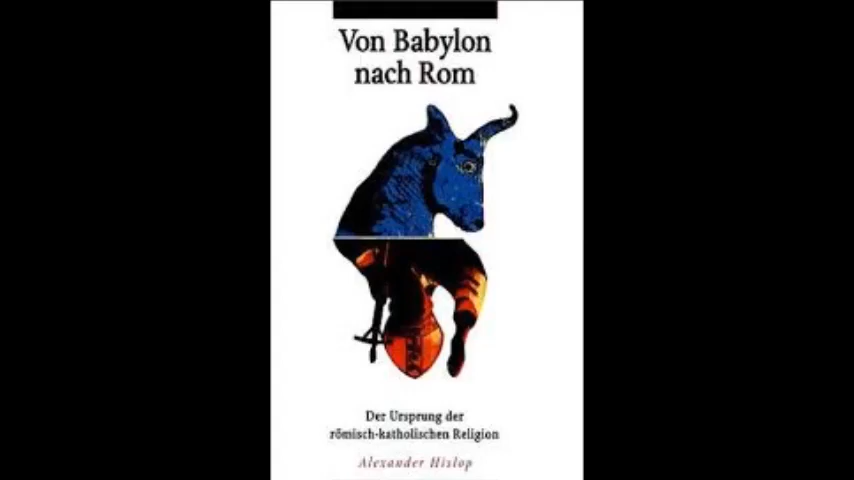 Von Babylon
nach Rom
Der Ursprung der
römisch-katholischen Religion
Alexander Hislop